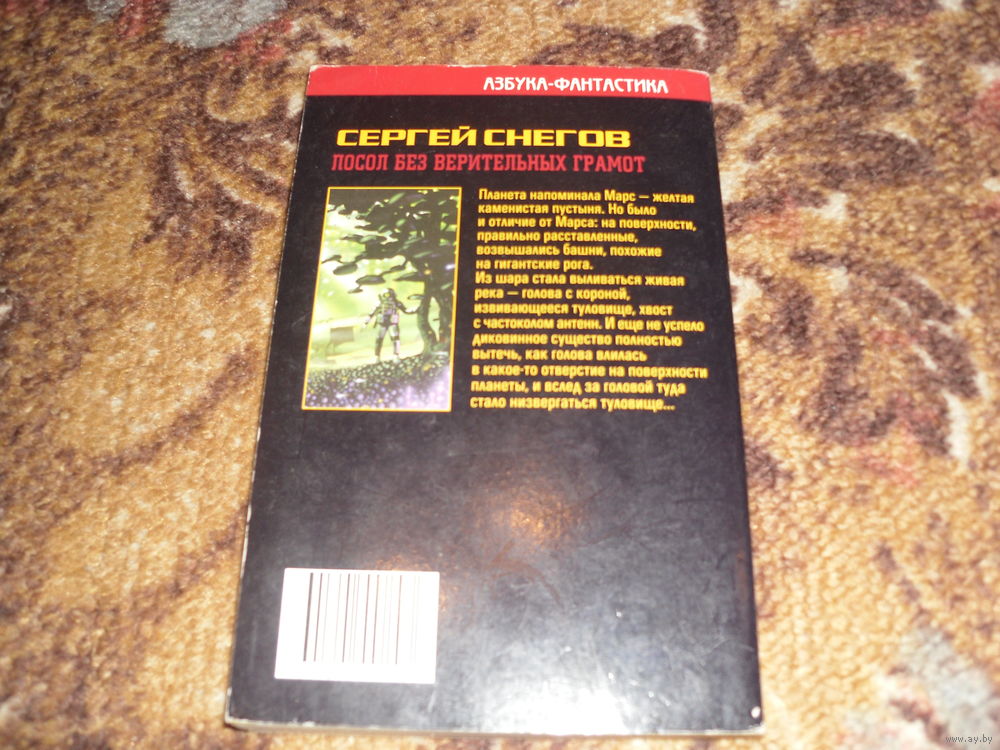 АЗБУКА-ФАНТАСТИКА
СЕРГЕЙ СНЕГОВ
ПОСОЛ БЕЗ ВЕРИТЕЛЬНЫХ ГРАМОТ
Планета напоминала Марс — желтая
каменистая пустыня. Но было
и отличие от Марса: на поверхности,
правильно расставленные,
возвышались башни, похожие
на гигантские рога.
Из шара стала выливаться живая
река — голова с короной,
извивающееся туловище, хвост
с частоколом антенн. И еще не успело
диковинное существо полностью
вытечь, как голова влилась
в какое-то отверстие на поверхности
планеты, и вслед за головой туда
стало низвергаться туловище...
www.ay.by